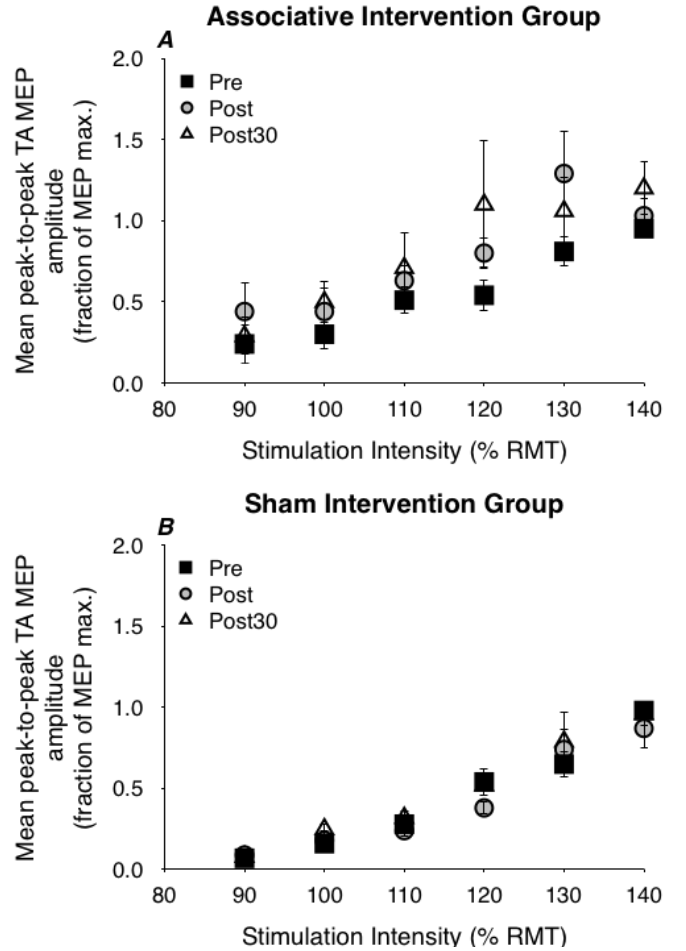 Associative Intervention Group
A
2.0
Pre
Post
Post30
1.5
1.0
0.5
0.0
Mean peak-to-peak TA MEP
amplitude
(fraction of MEP max.)
80 90 100 110 120 130 140
Stimulation Intensity (% RMT)
Sham Intervention Group
B
2.0
Pre
Post
Post30
1.5
1.0
0.5
0.0
Mean peak-to-peak TA MEP
amplitude
(fraction of MEP max.)
80 90 100 110 120 130 140
Stimulation Intensity (% RMT)